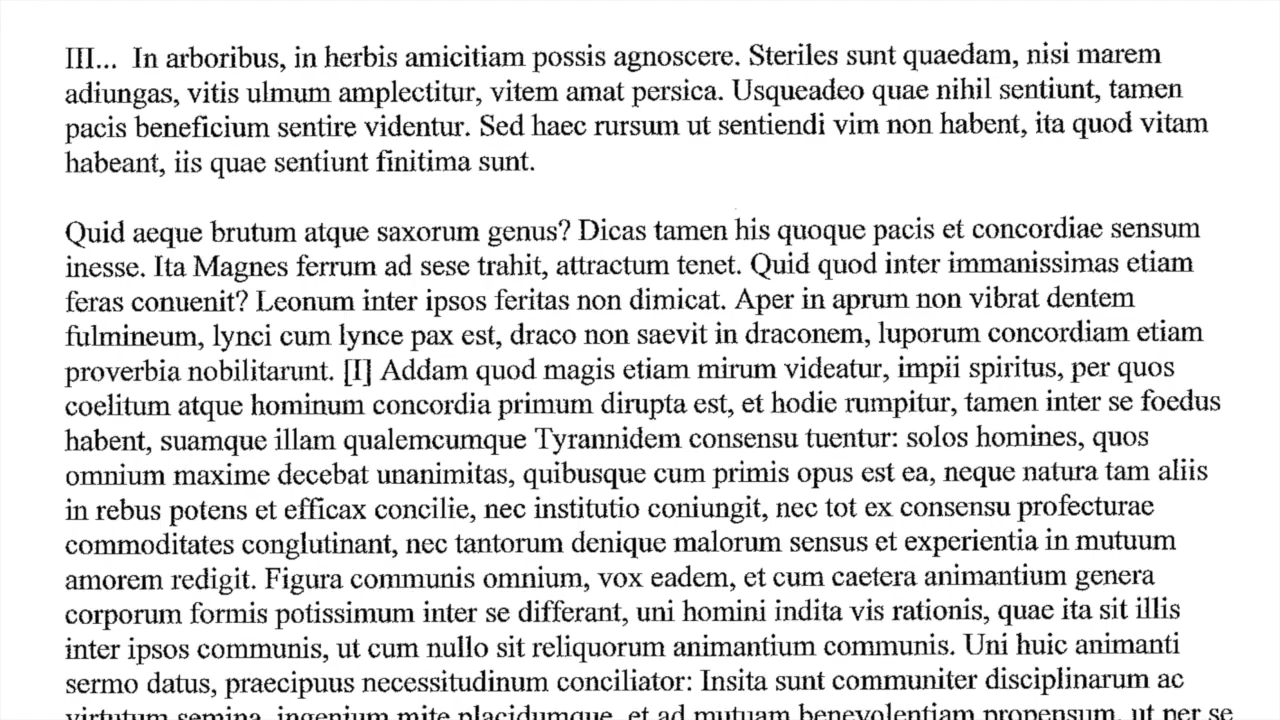 III... In arboribus, in herbis amicitiam possis agnoscere. Steriles sunt quaedam, nisi marem
adiungas, vitis ulmum amplectitur, vitem amat persica. Usqueadeo quae nihil sentiunt, tamen
pacis beneficium sentire videntur. Sed haec rursum ut sentiendi vim non habent, ita quod vitam
habeant, iis quae sentiunt finitima sunt.
Quid aeque brutum atque saxorum genus? Dicas tamen his quoque pacis et concordiae sensum
inesse. Ita Magnes ferrum ad sese trahit, attractum tenet. Quid quod inter immanissimas etiam
feras conuenit? Leonum inter ipsos feritas non dimicat. Aper in aprum non vibrat dentem
fulmineum, lynci cum lynce pax est, draco non saevit in draconem, luporum concordiam etiam
proverbia nobilitarunt. [I] Addam quod magis etiam mirum videatur, impii spiritus, per quos
coelitum atque hominum concordia primum dirupta est, et hodie rumpitur, tamen inter se foedus
habent, suamque illam qualemcumque Tyrannidem consensu tuentur: solos homines, quos
omnium maxime decebat unanimitas, quibusque cum primis opus est ea, neque natura tam aliis
in rebus potens et efficax concilie, nec institutio coniungit, nec tot ex consensu profecturae
commoditates conglutinant, nec tantorum denique malorum sensus et experientia in mutuum
amorem redigit. Figura communis omnium, vox eadem, et cum caetera animantium genera
corporum formis potissimum inter se differant, uni homini indita vis rationis, quae ita sit illis
inter ipsos communis, ut cum nullo sit reliquorum animantium communis. Uni huic animanti
sermo datus, praecipuus necessitudinum conciliator: Insita sunt communiter disciplinarum ac
virtutum semina, ingenium mite placidumque, et ad mutuam benevolentiam propensum, ut per se